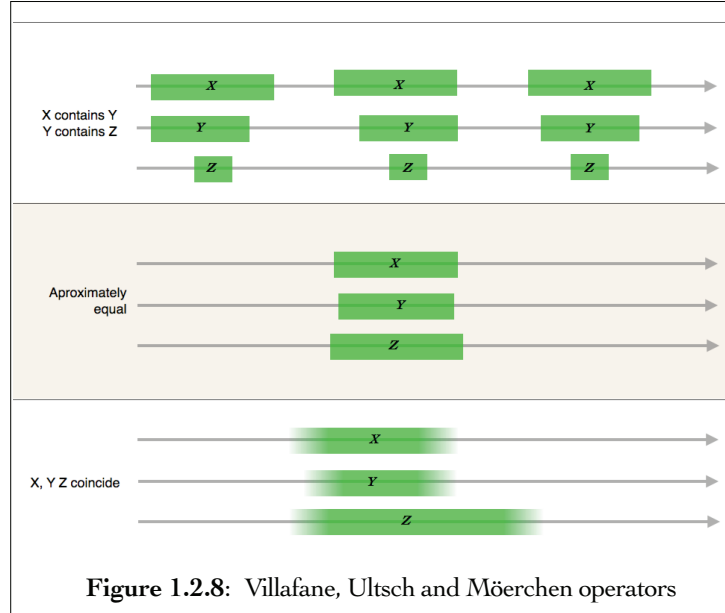 X X X
X contains Y
Y contains Z
Y Y Y
Z Z Z
X
Aproximately
equal
Y
Z
X
X, Y Z coincide
Y
Z
Figure 1.2.8: Villafane, Ultsch and Möerchen operators